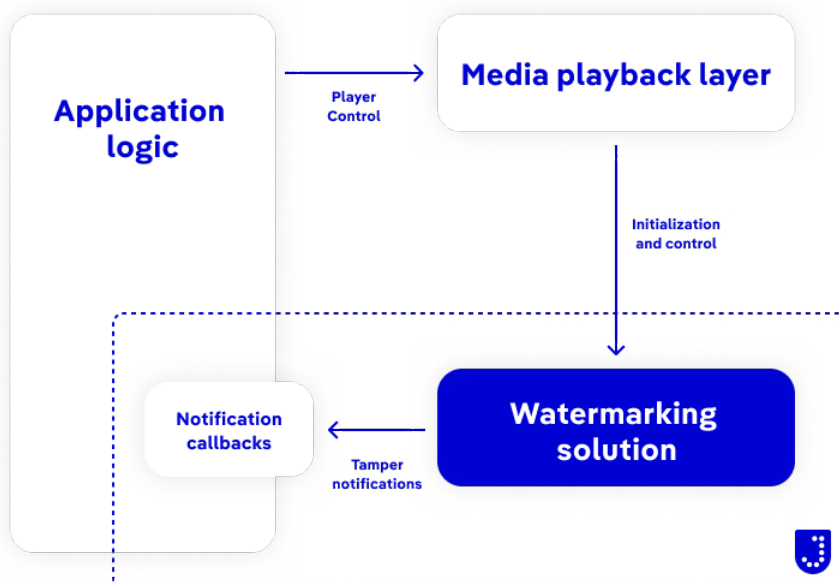 Application
logic
Player
Control
Media playback layer
Initialization
and control
Notification
callbacks
Tamper
notifications
Watermarking
solution